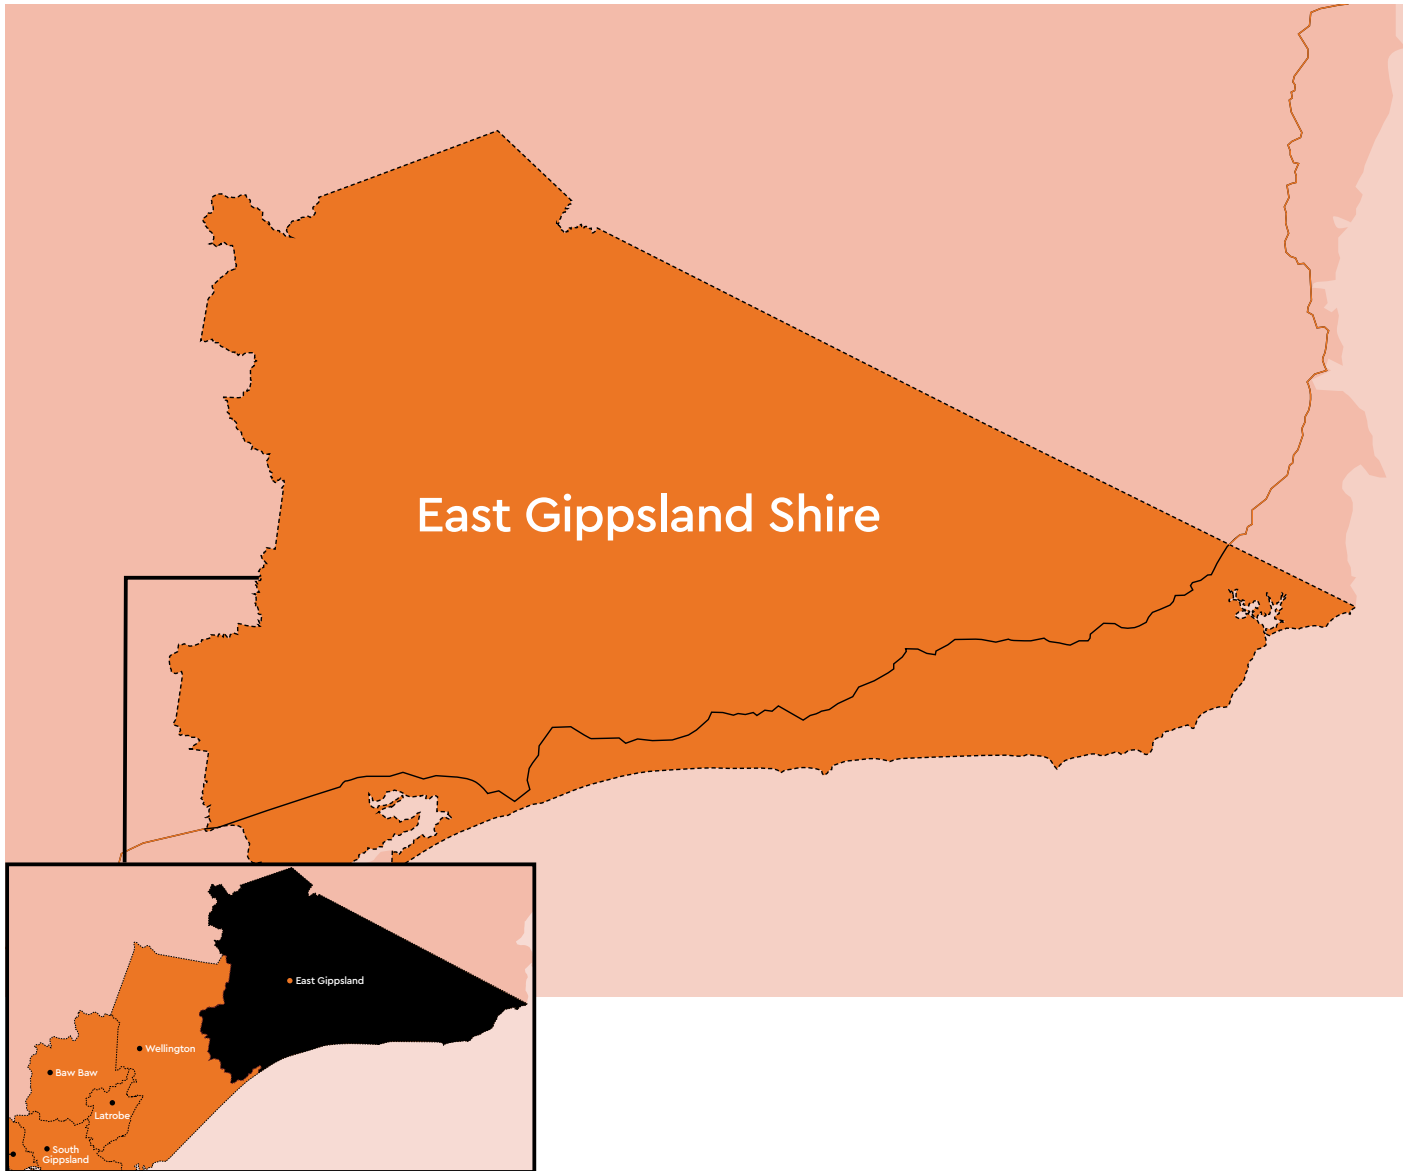 East Gippsland Shire
East Gippsland
Wellington
Baw Baw
Latrobe
South
Gippsland